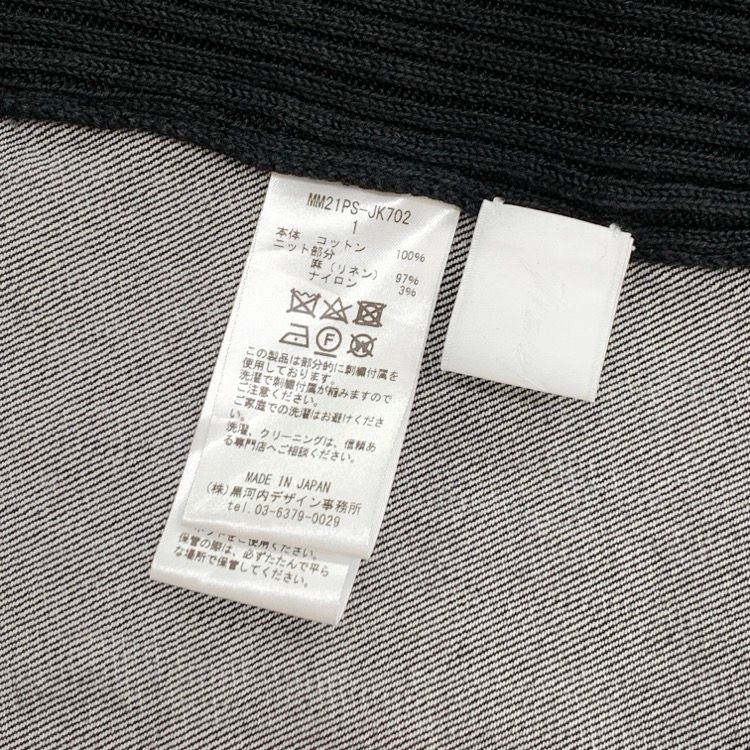 MM21PS-JK702
1
本体 コットン 100%
ニット部分
麻(リネン) 97%
ナイロン 3%
F
W
この製品は部分的に刺繍付属を
使用しております。
洗濯で刺繍付属が縮みますので
ご注意ください。
ご家庭での洗濯はお避けくださ
い。
洗濯、クリーニングは、信頼あ
る専門店へご相談ください。
MADE IN JAPAN
(株)黒河内デザイン事務所
tel.03-6379-0029
ご使用ください。
保管の際は、必ずたたんで平ら
な場所で保管してください。